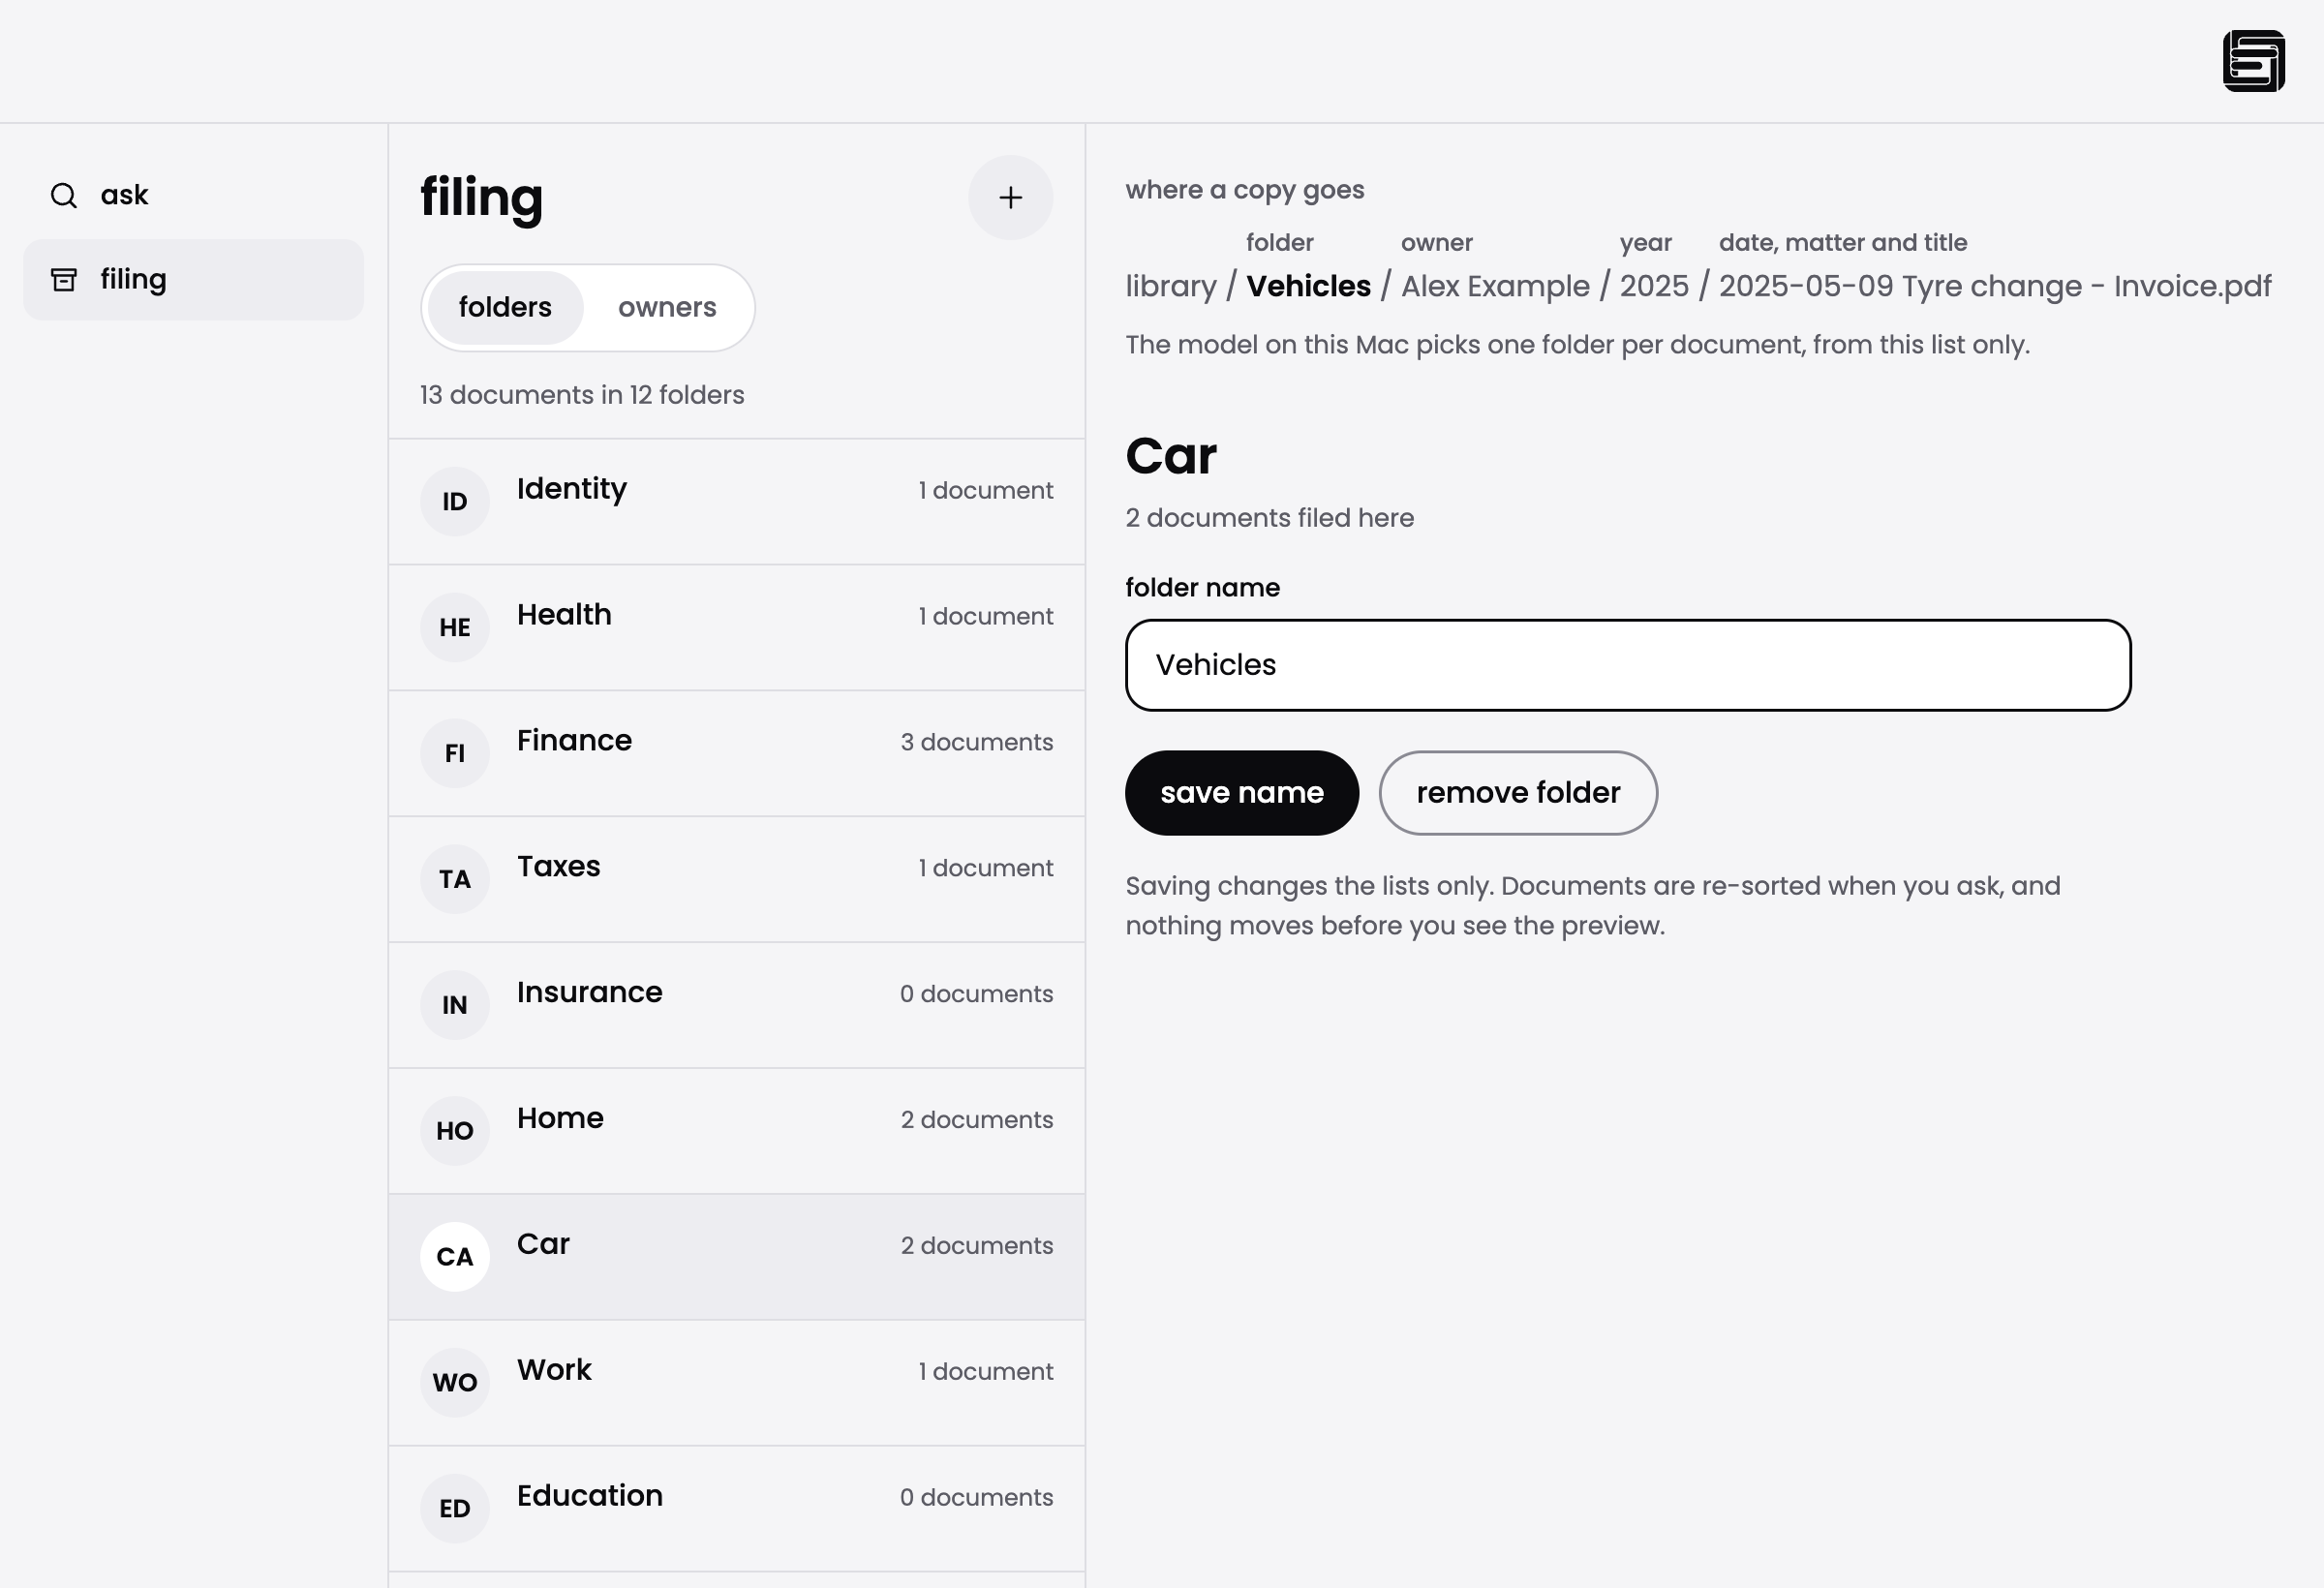 ask
filing
filing
+
folders owners
13 documents in 12 folders
ID Identity 1 document
HE Health 1 document
FI Finance 3 documents
TA Taxes 1 document
IN Insurance 0 documents
HO Home 2 documents
CA Car 2 documents
WO Work 1 document
ED Education 0 documents
where a copy goes
folder owner year date, matter and title
library / Vehicles / Alex Example / 2025 / 2025-05-09 Tyre change - Invoice.pdf
The model on this Mac picks one folder per document, from this list only.
Car
2 documents filed here
folder name
Vehicles
save name remove folder
Saving changes the lists only. Documents are re-sorted when you ask, and
nothing moves before you see the preview.